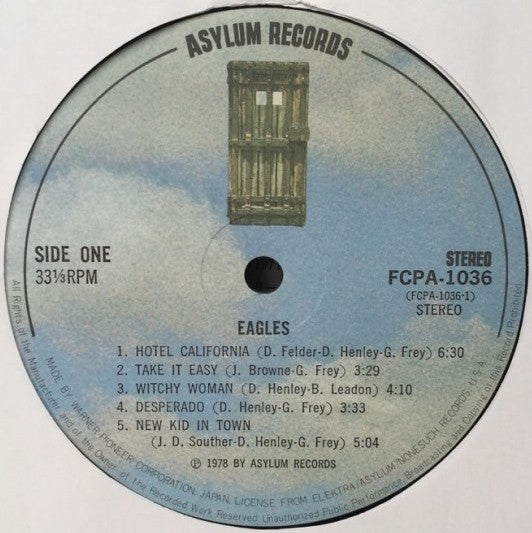 ASYLUM RECORDS
SIDE ONE
33⅓RPM
STEREO
FCPA-1036
(FCPA-1036-1)
STEREO
EAGLES
1. HOTEL CALIFORNIA (D. Felder-D. Henley-G. Frey) 6:30
2. TAKE IT EASY (J. Browne-G. Frey) 3:29
3. WITCHY WOMAN (D. Henley-B. Leadon) 4:10
4. DESPERADO (D. Henley-G. Frey) 3:33
5. NEW KID IN TOWN
(J. D. Souther-D. Henley-G. Frey) 5:04
Ⓟ 1978 BY ASYLUM RECORDS
MADE BY WARNER-PIONEER CORPORATION, JAPAN, LICENSE FROM ELEKTRA/ASYLUM/NONESUCH RECORDS, U.S.A.
All Rights of the Manufacturer and of the Owner of the Recorded Work Reserved Unauthorized Public Performance, Broadcasting and Copying of this Record Prohibited